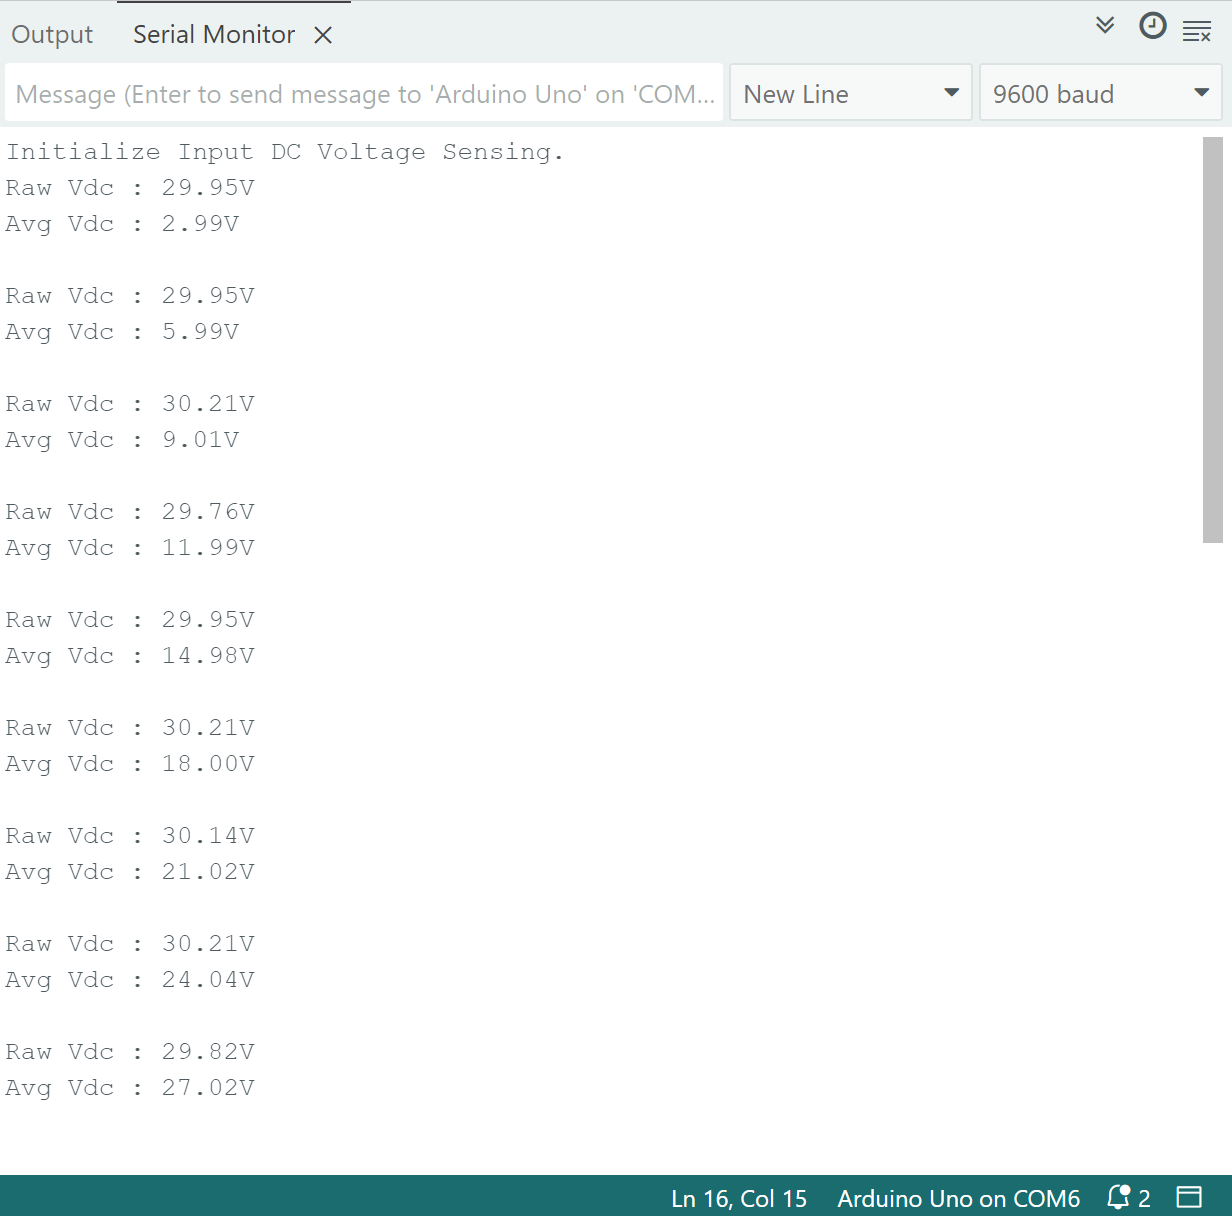 Output Serial Monitor
Message (Enter to send message to 'Arduino Uno' on 'COM... New Line 9600 baud
Initialize Input DC Voltage Sensing.
Raw Vdc : 29.95V
Avg Vdc : 2.99V
Raw Vdc : 29.95V
Avg Vdc : 5.99V
Raw Vdc : 30.21V
Avg Vdc : 9.01V
Raw Vdc : 29.76V
Avg Vdc : 11.99V
Raw Vdc : 29.95V
Avg Vdc : 14.98V
Raw Vdc : 30.21V
Avg Vdc : 18.00V
Raw Vdc : 30.14V
Avg Vdc : 21.02V
Raw Vdc : 30.21V
Avg Vdc : 24.04V
Raw Vdc : 29.82V
Avg Vdc : 27.02V
Ln 16, Col 15 Arduino Uno on COM6 2